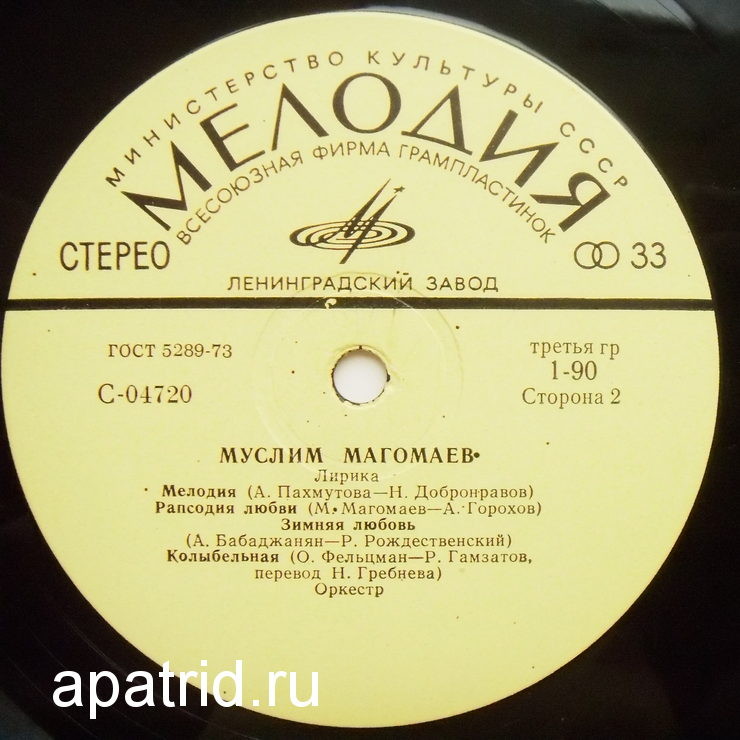 МИНИСТЕРСТВО КУЛЬТУРЫ СССР
МЕЛОДИЯ
ВСЕСОЮЗНАЯ ФИРМА ГРАМПЛАСТИНОК
СТЕРЕО
33
ЛЕНИНГРАДСКИЙ ЗАВОД
ГОСТ 5289-73
третья гр
С-04720
1-90
Сторона 2
МУСЛИМ МАГОМАЕВ
Лирика
Мелодия (А. Пахмутова—Н. Добронравов)
Рапсодия любви (М. Магомаев—А. Горохов)
Зимняя любовь
(А. Бабаджанян—Р. Рождественский)
Колыбельная (О. Фельцман—Р. Гамзатов,
перевод Н. Гребнева)
Оркестр
apatrid.ru